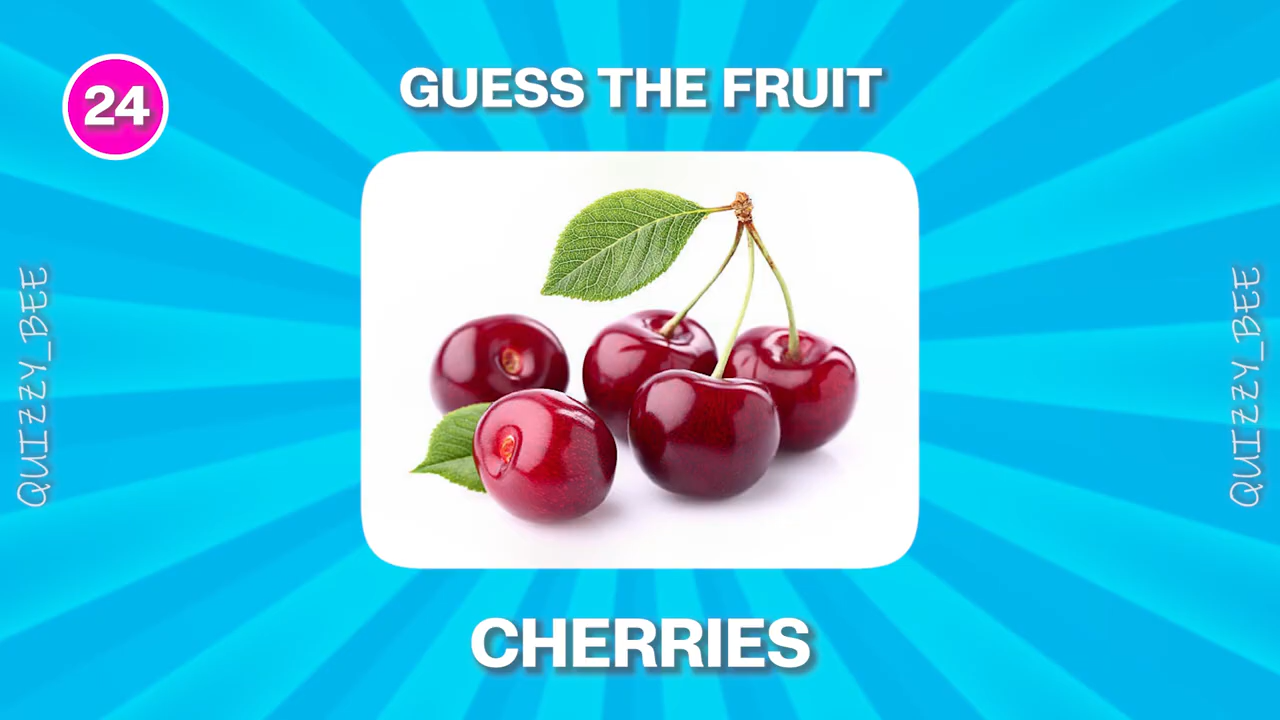 24
GUESS THE FRUIT
QUIZZY_BEE
QUIZZY_BEE
CHERRIES